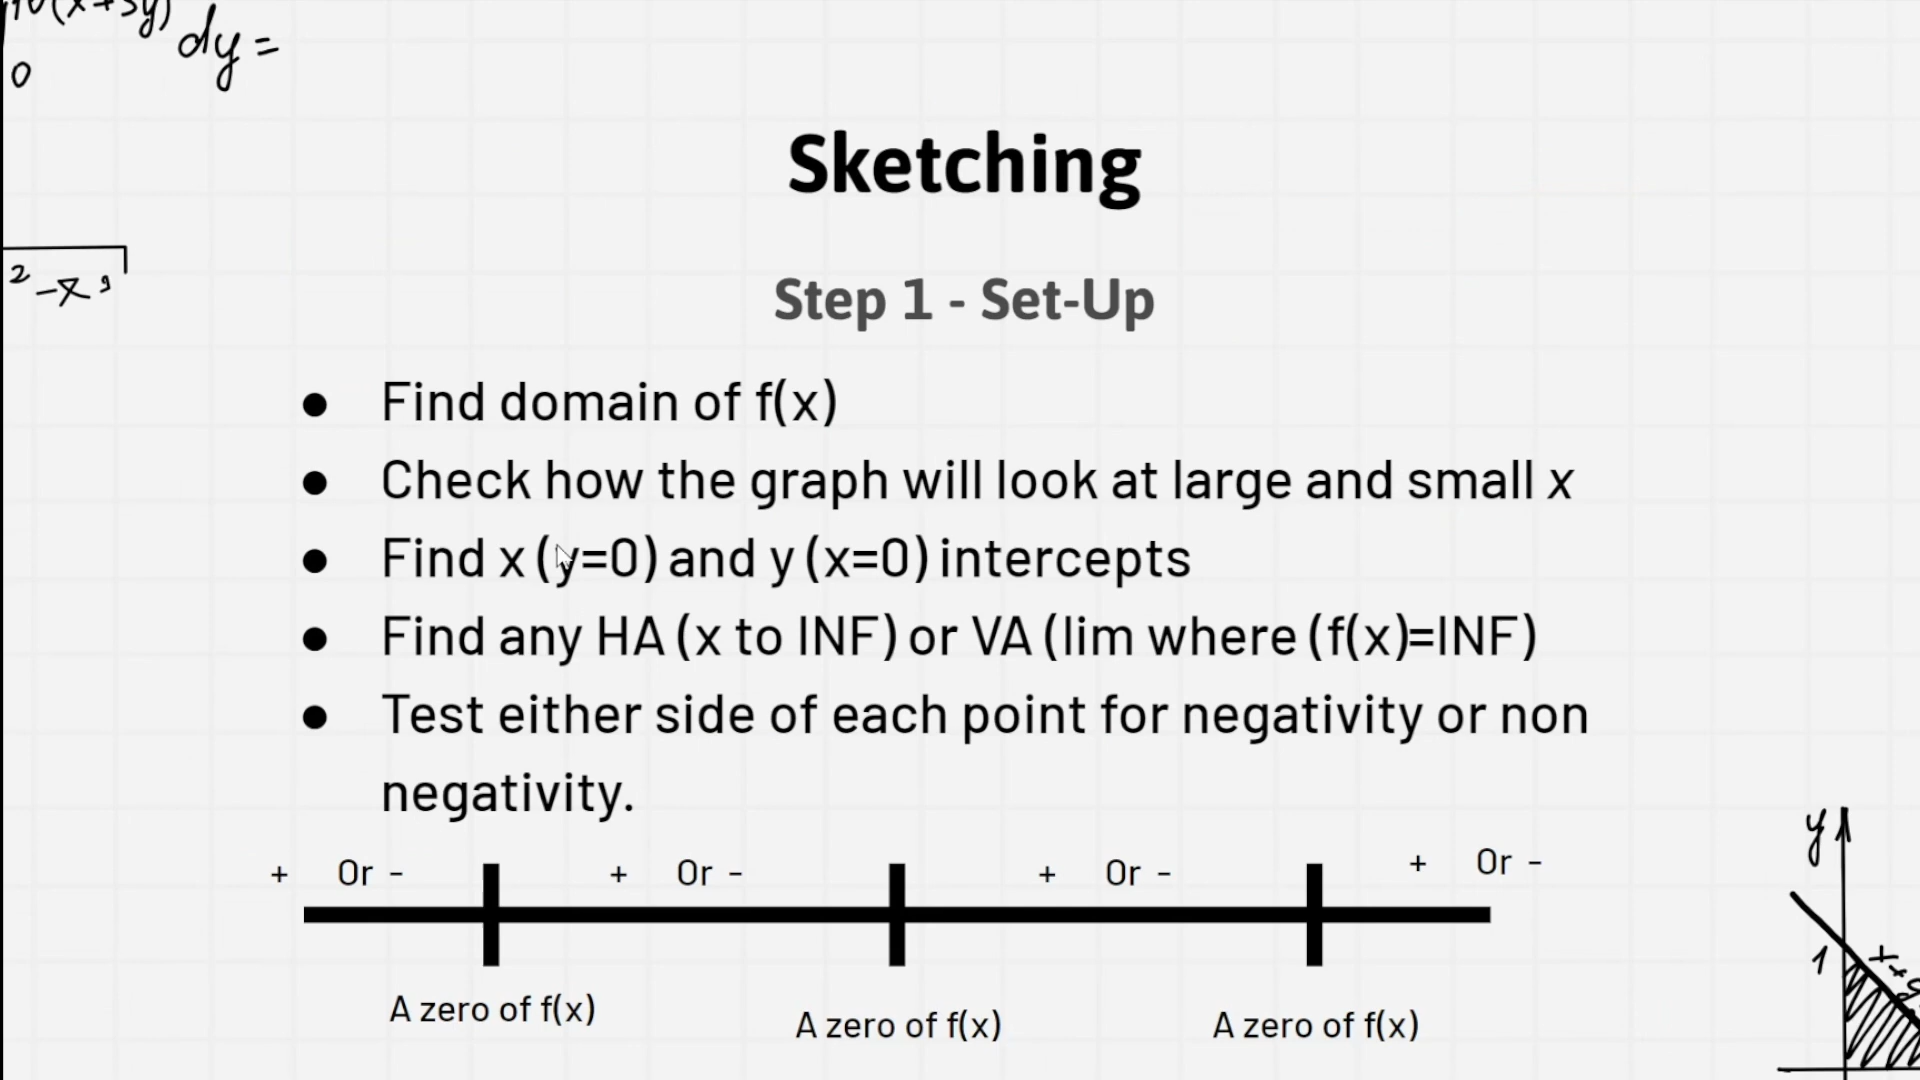 dy =
0
Sketching
2 - x
Step 1 - Set-Up
● Find domain of f(x)
● Check how the graph will look at large and small x
● Find x (y=0) and y (x=0) intercepts
● Find any HA (x to INF) or VA (lim where (f(x)=INF)
● Test either side of each point for negativity or non
negativity.
+ Or - + Or - + Or - + Or -
A zero of f(x) A zero of f(x) A zero of f(x)
y
1